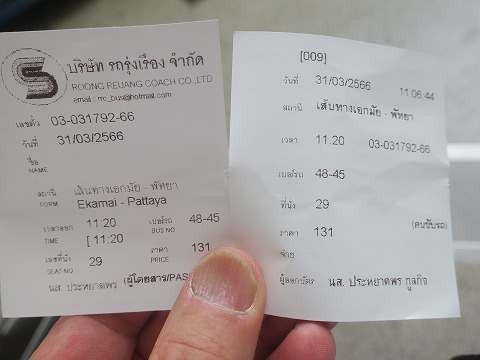 บริษัท รถรุ่งเรือง จำกัด
ROONG REUANG COACH CO.,LTD
email : rrc_bus@hotmail.com
เลขตั๋ว 03-031792-66
วันที่ 31/03/2566
ชื่อ
NAME
สถานี เส้นทางเอกมัย - พัทยา
FORM Ekamai - Pattaya
เวลาออก 11:20 เบอร์รถ 48-45
TIME [ 11:20 BUS NO
เลขที่นั่ง 29 ราคา 131
SEAT NO PRICE
(ผู้โดยสาร/PAS
นส. ประหยาดพร
[009]
วันที่ 31/03/2566 11:06:44
สถานี เส้นทางเอกมัย - พัทยา
เวลา 11:20 03-031792-66
เบอร์รถ 48-45
ที่นั่ง 29
ราคา 131 (คนขับรถ)
จ่าย
ผู้ออกบัตร นส. ประหยาดพร กูลกิจ